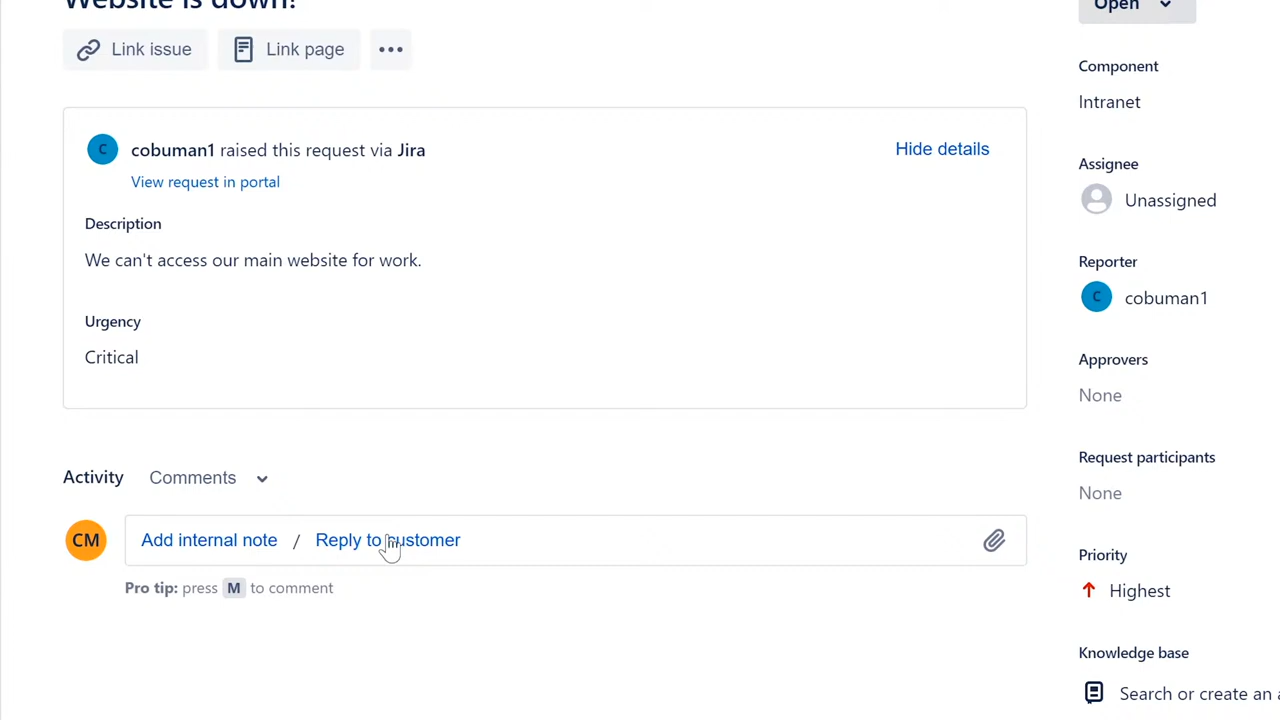 Website is down!
Open
Link issue
Link page
Component
Intranet
C
cobuman1 raised this request via Jira
Hide details
View request in portal
Assignee
Unassigned
Description
We can't access our main website for work.
Reporter
C
cobuman1
Urgency
Critical
Approvers
None
Request participants
None
Activity
Comments
CM
Add internal note / Reply to customer
Pro tip: press M to comment
Priority
Highest
Knowledge base
Search or create an